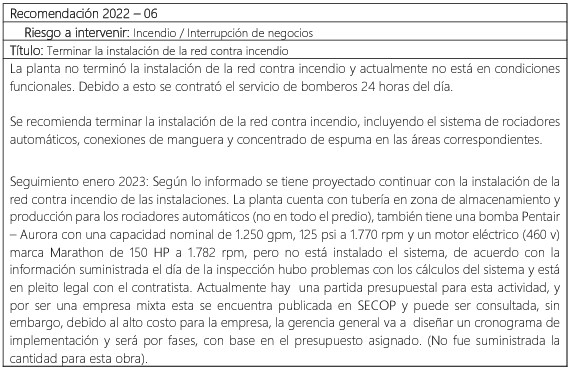 Recomendación 2022 – 06
Riesgo a intervenir: Incendio / Interrupción de negocios
Título: Terminar la instalación de la red contra incendio
La planta no terminó la instalación de la red contra incendio y actualmente no está en condiciones
funcionales. Debido a esto se contrató el servicio de bomberos 24 horas del día.
Se recomienda terminar la instalación de la red contra incendio, incluyendo el sistema de rociadores
automáticos, conexiones de manguera y concentrado de espuma en las áreas correspondientes.
Seguimiento enero 2023: Según lo informado se tiene proyectado continuar con la instalación de la
red contra incendio de las instalaciones. La planta cuenta con tubería en zona de almacenamiento y
producción para los rociadores automáticos (no en todo el predio), también tiene una bomba Pentair
– Aurora con una capacidad nominal de 1.250 gpm, 125 psi a 1.770 rpm y un motor eléctrico (460 v)
marca Marathon de 150 HP a 1.782 rpm, pero no está instalado el sistema, de acuerdo con la
información suministrada el día de la inspección hubo problemas con los cálculos del sistema y está
en pleito legal con el contratista. Actualmente hay una partida presupuestal para esta actividad, y
por ser una empresa mixta esta se encuentra publicada en SECOP y puede ser consultada, sin
embargo, debido al alto costo para la empresa, la gerencia general va a diseñar un cronograma de
implementación y será por fases, con base en el presupuesto asignado. (No fue suministrada la
cantidad para esta obra).